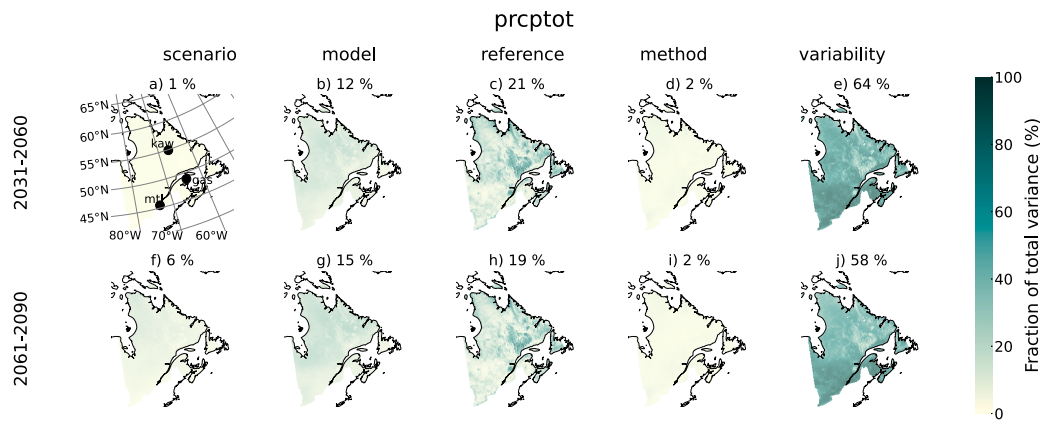 prcptot
scenario model reference method variability
2031-2060
a) 1 % b) 12 % c) 21 % d) 2 % e) 64 %
65°N
60°N
55°N
50°N
45°N
kaw
gas
mtl
80°W 70°W 60°W
2061-2090
f) 6 % g) 15 % h) 19 % i) 2 % j) 58 %
100
80
60
40
20
0
Fraction of total variance (%)